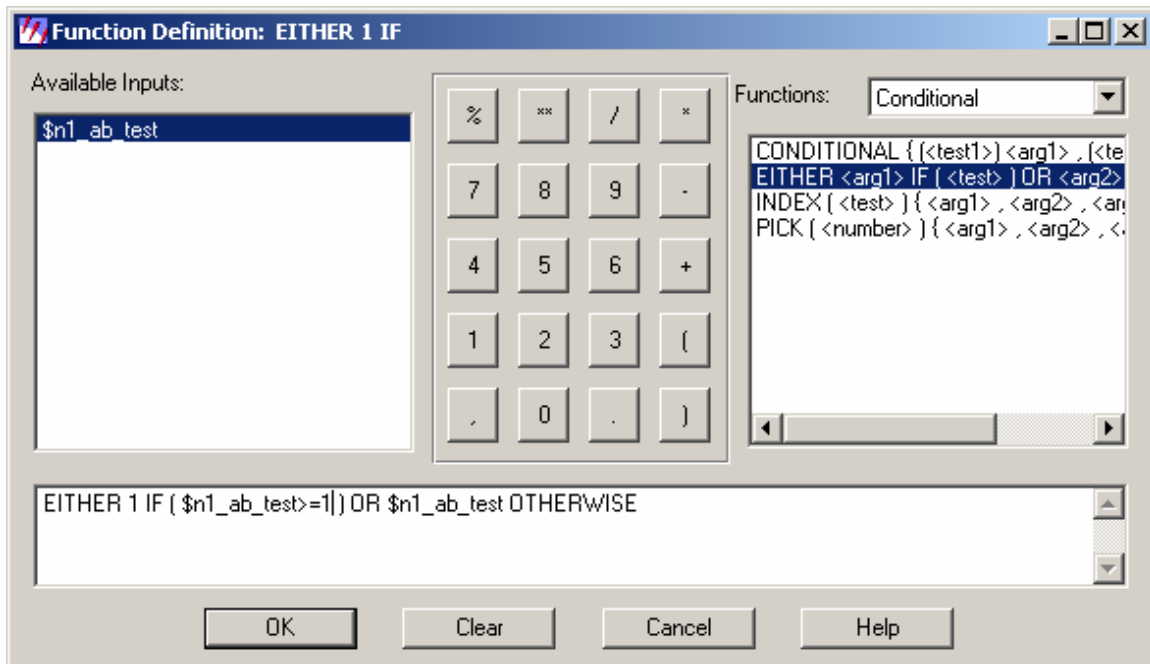 Function Definition: EITHER 1 IF
Available Inputs:
$n1_ab_test
% ** / *
7 8 9 -
4 5 6 +
1 2 3 (
, 0 . )
Functions: Conditional
CONDITIONAL { (<test1>) <arg1> , (<te
EITHER <arg1> IF ( <test> ) OR <arg2>
INDEX ( <test> ) { <arg1> , <arg2> , <arg
PICK ( <number> ) { <arg1> , <arg2> , <
EITHER 1 IF ( $n1_ab_test>=1 ) OR $n1_ab_test OTHERWISE
OK Clear Cancel Help